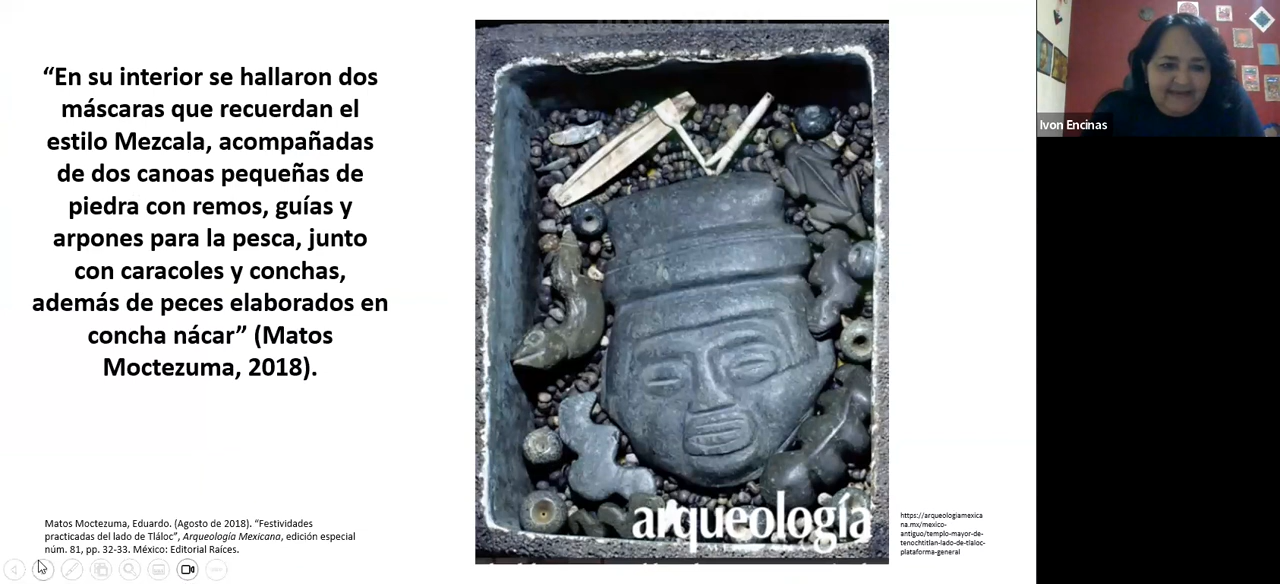 “En su interior se hallaron dos
máscaras que recuerdan el
estilo Mezcala, acompañadas
de dos canoas pequeñas de
piedra con remos, guías y
arpones para la pesca, junto
con caracoles y conchas,
además de peces elaborados en
concha nácar” (Matos
Moctezuma, 2018).
Matos Moctezuma, Eduardo. (Agosto de 2018). “Festividades
practicadas del lado de Tláloc”, Arqueología Mexicana, edición especial
núm. 81, pp. 32-33. México: Editorial Raíces.
arqueología
https://arqueologiamexica
na.mx/mexico-
antiguo/templo-mayor-de-
tenochtitlan-lado-de-tlaloc-
plataforma-general
Ivon Encinas